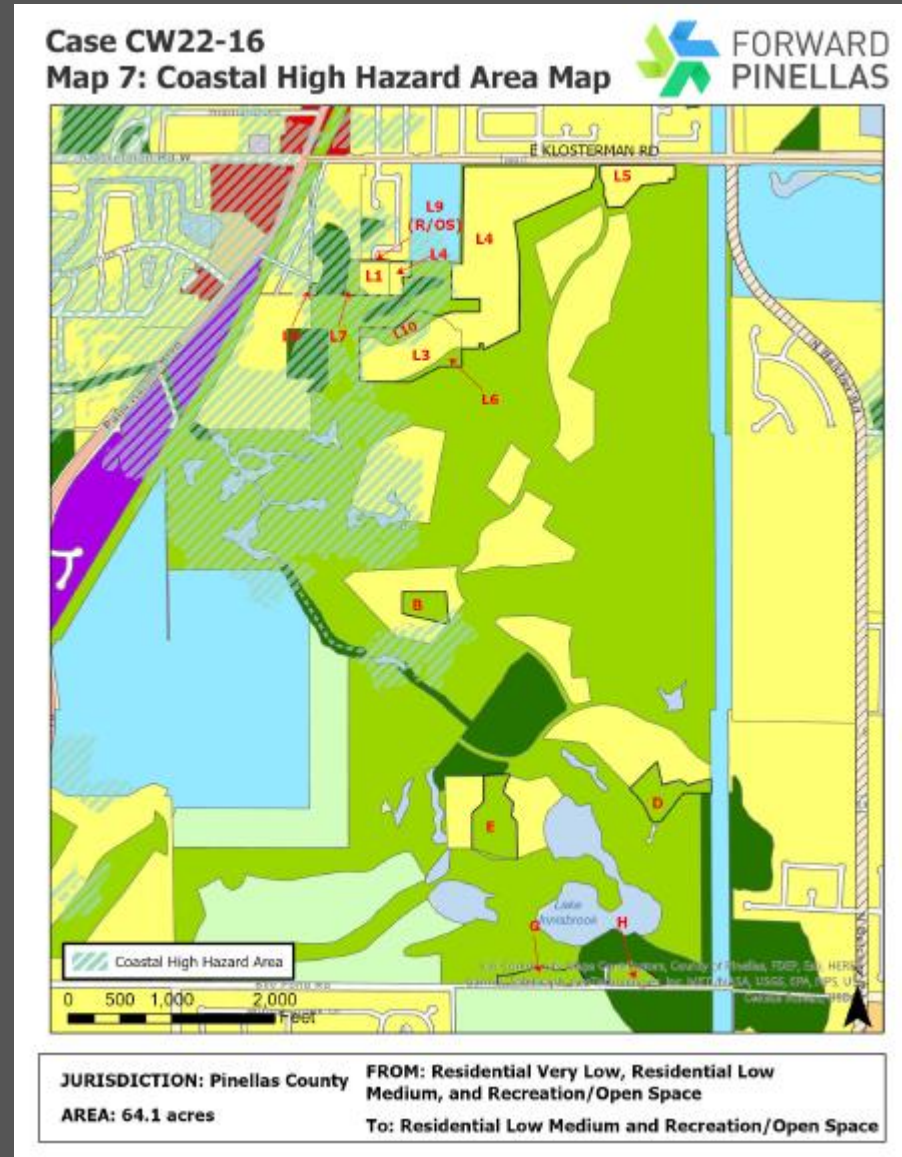 Case CW22-16
Map 7: Coastal High Hazard Area Map
FORWARD
PINELLAS
E KLOSTERMAN RD
L5
L9
(R/OS)
L4
L4
L1
L7
L10
L3
L6
B
D
E
Lake
Innisbrook
G
H
Coastal High Hazard Area
0 500 1,000 2,000
Feet
JURISDICTION: Pinellas County
AREA: 64.1 acres
FROM: Residential Very Low, Residential Low
Medium, and Recreation/Open Space
To: Residential Low Medium and Recreation/Open Space